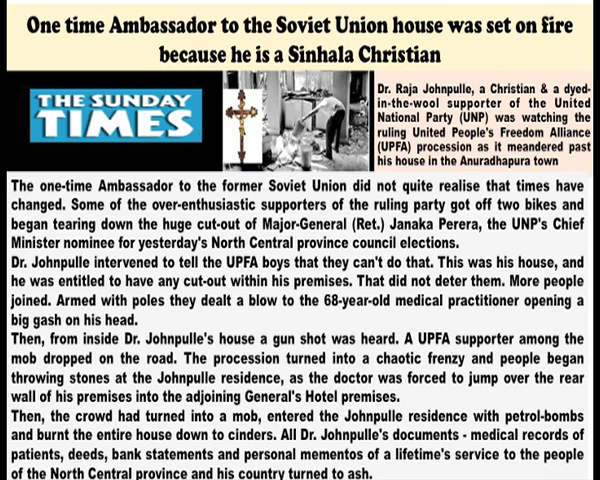 One time Ambassador to the Soviet Union house was set on fire
because he is a Sinhala Christian
THE SUNDAY
TIMES
Dr. Raja Johnpulle, a Christian & a dyed-
in-the-wool supporter of the United
National Party (UNP) was watching the
ruling United People's Freedom Alliance
(UPFA) procession as it meandered past
his house in the Anuradhapura town
The one-time Ambassador to the former Soviet Union did not quite realise that times have
changed. Some of the over-enthusiastic supporters of the ruling party got off two bikes and
began tearing down the huge cut-out of Major-General (Ret.) Janaka Perera, the UNP's Chief
Minister nominee for yesterday's North Central province council elections.
Dr. Johnpulle intervened to tell the UPFA boys that they can't do that. This was his house, and
he was entitled to have any cut-out within his premises. That did not deter them. More people
joined. Armed with poles they dealt a blow to the 68-year-old medical practitioner opening a
big gash on his head.
Then, from inside Dr. Johnpulle's house a gun shot was heard. A UPFA supporter among the
mob dropped on the road. The procession turned into a chaotic frenzy and people began
throwing stones at the Johnpulle residence, as the doctor was forced to jump over the rear
wall of his premises into the adjoining General's Hotel premises.
Then, the crowd had turned into a mob, entered the Johnpulle residence with petrol-bombs
and burnt the entire house down to cinders. All Dr. Johnpulle's documents - medical records of
patients, deeds, bank statements and personal mementos of a lifetime's service to the people
of the North Central province and his country turned to ash.